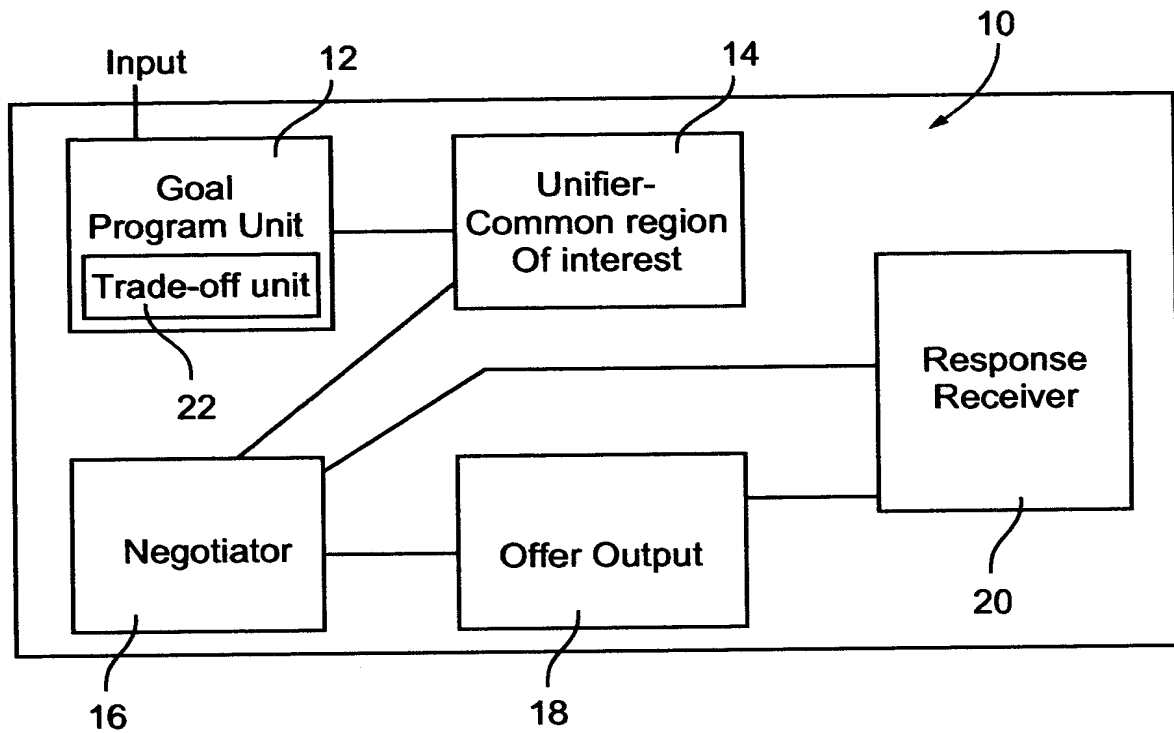 10
Input
12
14
Goal
Program Unit
Trade-off unit
22
Unifier-
Common region
Of interest
Response
Receiver
20
Negotiator
16
Offer Output
18